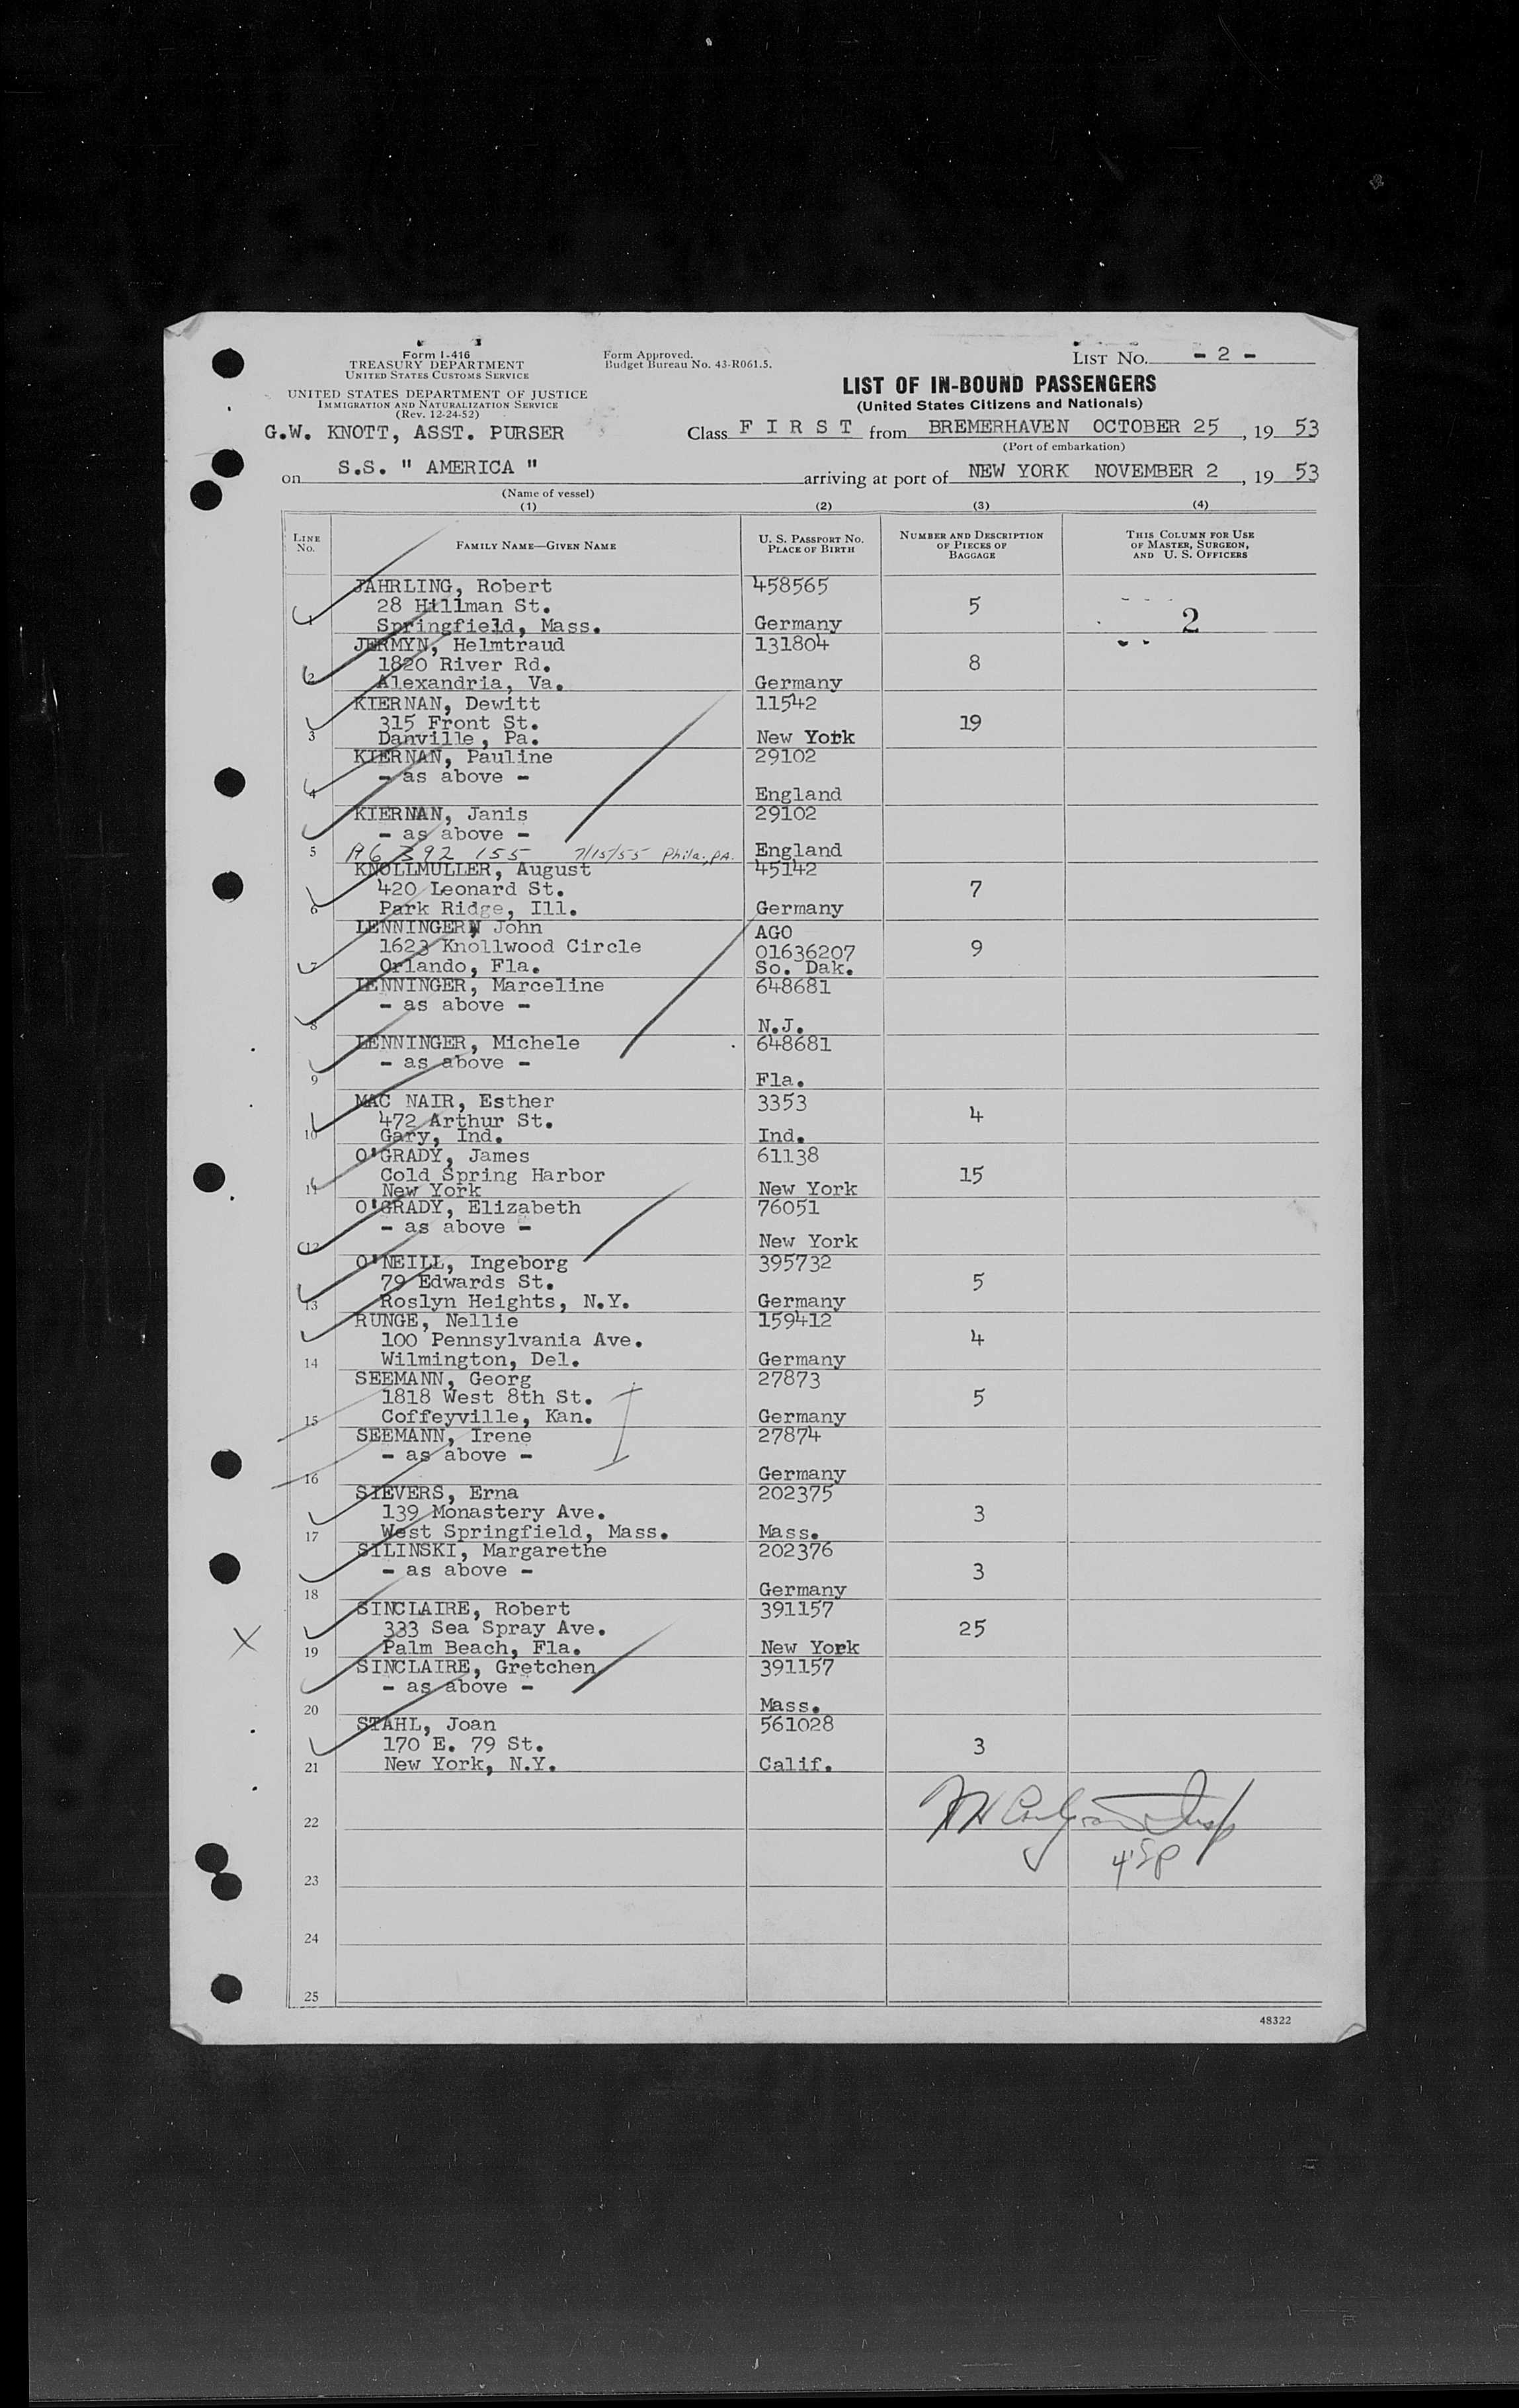 Form I-416
TREASURY DEPARTMENT
UNITED STATES CUSTOMS SERVICE
UNITED STATES DEPARTMENT OF JUSTICE
IMMIGRATION AND NATURALIZATION SERVICE
(Rev. 12-24-52)
Form Approved.
Budget Bureau No. 43-R061.5.
LIST NO. - 2 -
LIST OF IN-BOUND PASSENGERS
(United States Citizens and Nationals)
G.W. KNOTT, ASST. PURSER
Class F I R S T from BREMERHAVEN OCTOBER 25, 19 53
(Port of embarkation)
on S.S. " AMERICA " arriving at port of NEW YORK NOVEMBER 2, 19 53
(Name of vessel)
(1) (2) (3) (4)
LINE NO.
FAMILY NAME—GIVEN NAME
U. S. PASSPORT NO.
PLACE OF BIRTH
NUMBER AND DESCRIPTION
OF PIECES OF
BAGGAGE
THIS COLUMN FOR USE
OF MASTER, SURGEON,
AND U. S. OFFICERS
JAHRLING, Robert 458565
28 Hillman St. 5
1 Springfield, Mass. Germany 2
JERMYN, Helmtraud 131804
1820 River Rd. 8
2 Alexandria, Va. Germany
KIERNAN, Dewitt 11542
315 Front St. 19
3 Danville, Pa. New York
KIERNAN, Pauline 29102
- as above -
4 England
KIERNAN, Janis 29102
- as above -
5 A6 392 155 7/15/55 Phila., PA. England
KNOLLMULLER, August 45142
420 Leonard St. 7
6 Park Ridge, Ill. Germany
LENNINGER, John AGO
1623 Knollwood Circle 01636207 9
7 Orlando, Fla. So. Dak.
LENNINGER, Marceline 648681
- as above -
8 N.J.
LENNINGER, Michele 648681
- as above -
9 Fla.
MAC NAIR, Esther 3353
472 Arthur St. 4
10 Gary, Ind. Ind.
O'GRADY, James 61138
Cold Spring Harbor 15
11 New York New York
O'GRADY, Elizabeth 76051
- as above -
12 New York
O'NEILL, Ingeborg 395732
79 Edwards St. 5
13 Roslyn Heights, N.Y. Germany
RUNGE, Nellie 159412
100 Pennsylvania Ave. 4
14 Wilmington, Del. Germany
SEEMANN, Georg 27873
1818 West 8th St. 5
15 Coffeyville, Kan. Germany
SEEMANN, Irene 27874
- as above -
16 Germany
SIEVERS, Erna 202375
139 Monastery Ave. 3
17 West Springfield, Mass. Mass.
SILINSKI, Margarethe 202376
- as above - 3
18 Germany
SINCLAIRE, Robert 391157
333 Sea Spray Ave. 25
19 Palm Beach, Fla. New York
SINCLAIRE, Gretchen 391157
- as above -
20 Mass.
STAHL, Joan 561028
170 E. 79 St. 3
21 New York, N.Y. Calif.
22
23
24
25
48322